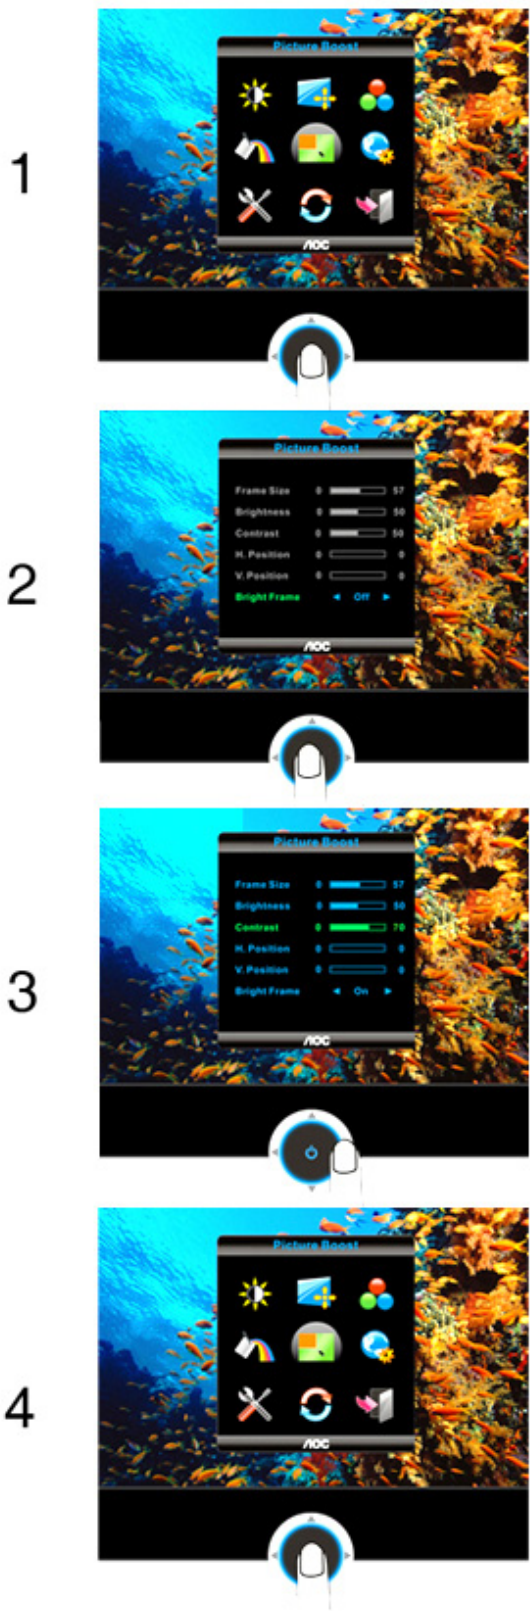 1
Picture Boost
AOC
2
Picture Boost
Frame Size 0 57
Brightness 0 50
Contrast 0 50
H. Position 0 0
V. Position 0 0
Bright Frame Off
AOC
3
Picture Boost
Frame Size 0 57
Brightness 0 50
Contrast 0 70
H. Position 0 0
V. Position 0 0
Bright Frame On
AOC
4
Picture Boost
AOC